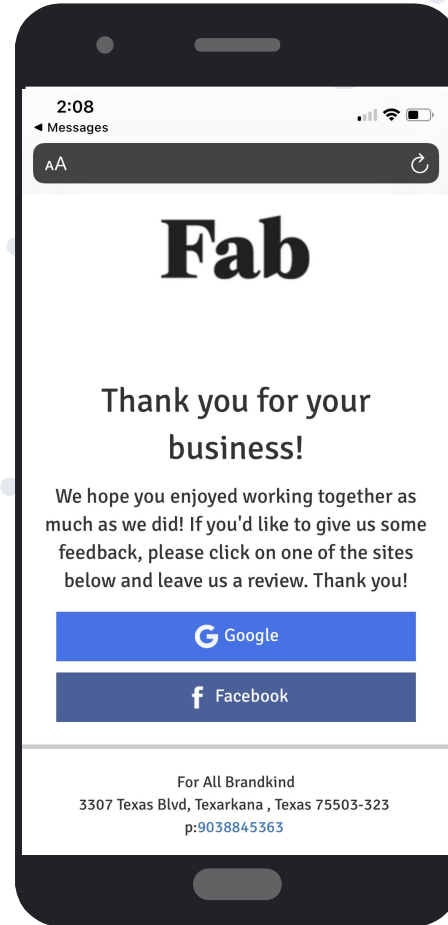 2:08
◀ Messages
AA
Fab
Thank you for your
business!
We hope you enjoyed working together as
much as we did! If you'd like to give us some
feedback, please click on one of the sites
below and leave us a review. Thank you!
G Google
f Facebook
For All Brandkind
3307 Texas Blvd, Texarkana , Texas 75503-323
p:9038845363